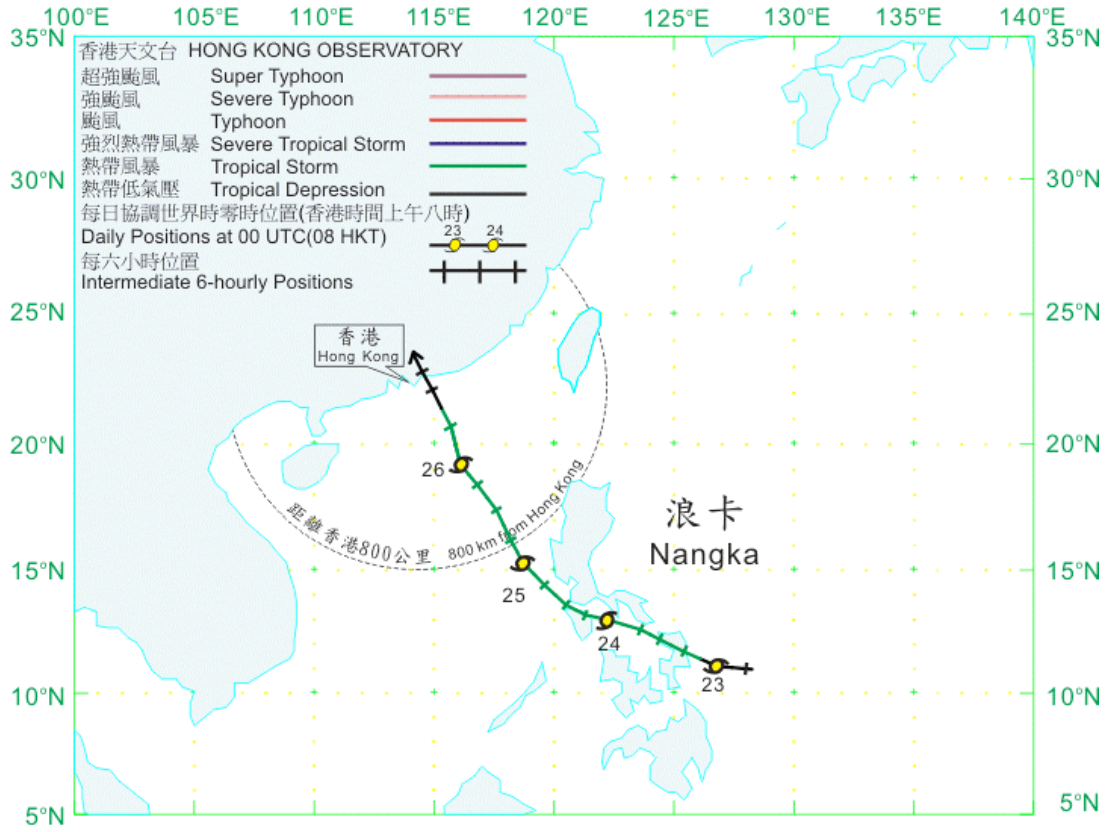 100°E 105°E 110°E 115°E 120°E 125°E 130°E 135°E 140°E
35°N 35°N
香港天文台 HONG KONG OBSERVATORY
超強颱風 Super Typhoon
強颱風 Severe Typhoon
颱風 Typhoon
強烈熱帶風暴 Severe Tropical Storm
熱帶風暴 Tropical Storm
熱帶低氣壓 Tropical Depression
每日協調世界時零時位置(香港時間上午八時)
Daily Positions at 00 UTC(08 HKT) 23 24
每六小時位置
Intermediate 6-hourly Positions
30°N 30°N
25°N 25°N
香港
Hong Kong
20°N 20°N
26
距離香港800公里 800 km from Hong Kong
浪卡
Nangka
15°N 15°N
25
24
23
10°N 10°N
5°N 5°N